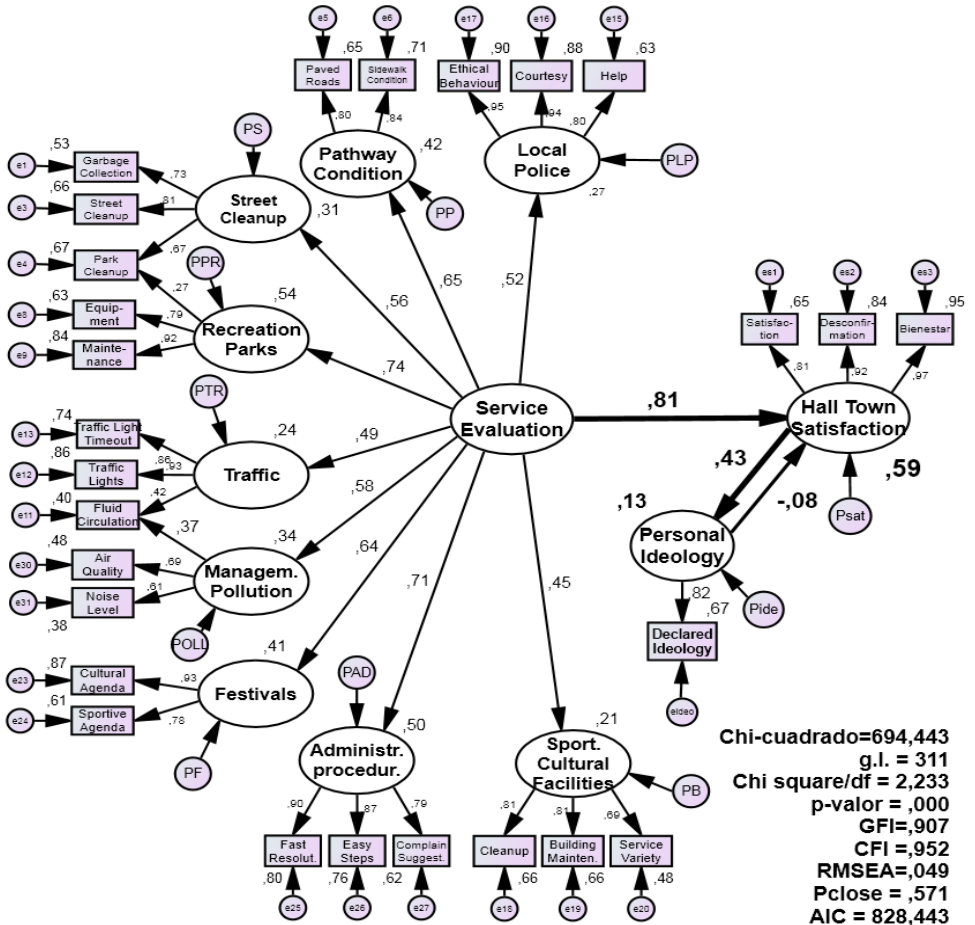 e5
e6
e17
e16
e15
,65
,71
,90
,88
,63
Paved
Roads
Sidewalk
Condition
Ethical
Behaviour
Courtesy
Help
,80
,84
,95
,94
,80
PS
Pathway
Condition
,42
Local
Police
PLP
,27
PP
,53
e1
Garbage
Collection
,73
,66
e3
Street
Cleanup
,81
Street
Cleanup
,31
,67
e4
Park
Cleanup
,67
,27
PPR
,54
,63
e8
Equip-
ment
,79
,84
e9
Mainte-
nance
,92
Recreation
Parks
,56
,65
,52
,74
es1
es2
es3
,65
,84
,95
Satisfac-
tion
Desconfir-
mation
Bienestar
,81
,92
,97
PTR
Service
Evaluation
,81
Hall Town
Satisfaction
,59
Psat
,74
e13
Traffic Light
Timeout
,86
,86
e12
Traffic
Lights
,93
,40
e11
Fluid
Circulation
,42
,24
Traffic
,49
,43
-,08
,13
Personal
Ideology
Pide
,82
,67
Declared
Ideology
eideo
,37
,48
e30
Air
Quality
,69
e31
Noise
Level
,61
,38
,34
Managem.
Pollution
,58
POLL
,64
,71
,45
,87
e23
Cultural
Agenda
,93
,61
e24
Sportive
Agenda
,78
,41
Festivals
PF
PAD
,50
Administr.
procedur.
,90
,87
,79
Fast
Resolut.
Easy
Steps
Complain
Suggest.
,80
,76
,62
e25
e26
e27
,21
Sport.
Cultural
Facilities
PB
,81
,81
,69
Cleanup
Building
Mainten.
Service
Variety
,66
,66
,48
e18
e19
e20
Chi-cuadrado=694,443
g.l. = 311
Chi square/df = 2,233
p-valor = ,000
GFI=,907
CFI =,952
RMSEA=,049
Pclose = ,571
AIC = 828,443